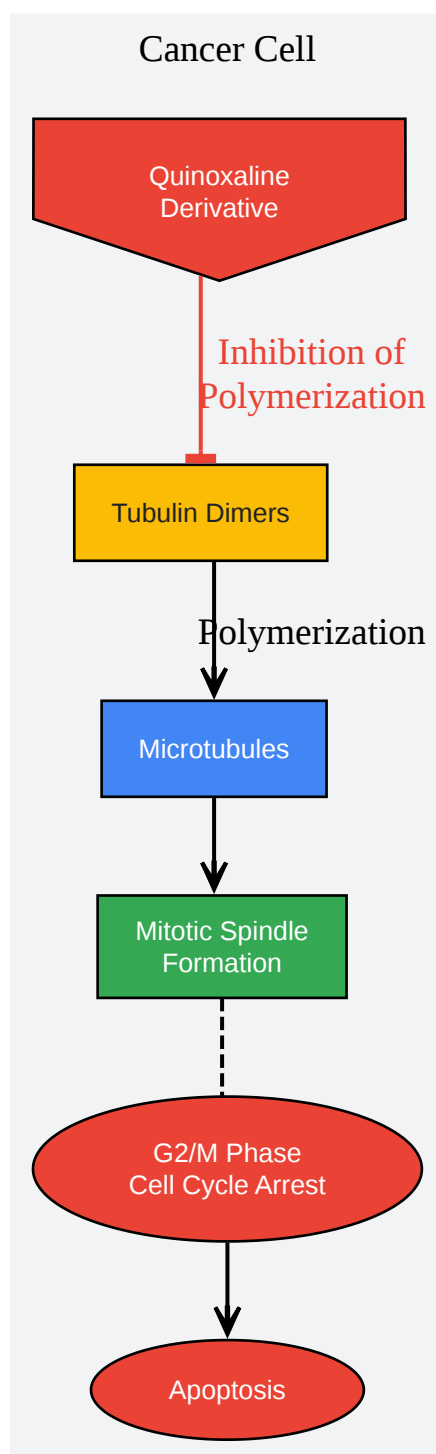 Cancer Cell
Quinoxaline
Derivative
Inhibition of
Polymerization
Tubulin Dimers
Polymerization
Microtubules
Mitotic Spindle
Formation
G2/M Phase
Cell Cycle Arrest
Apoptosis